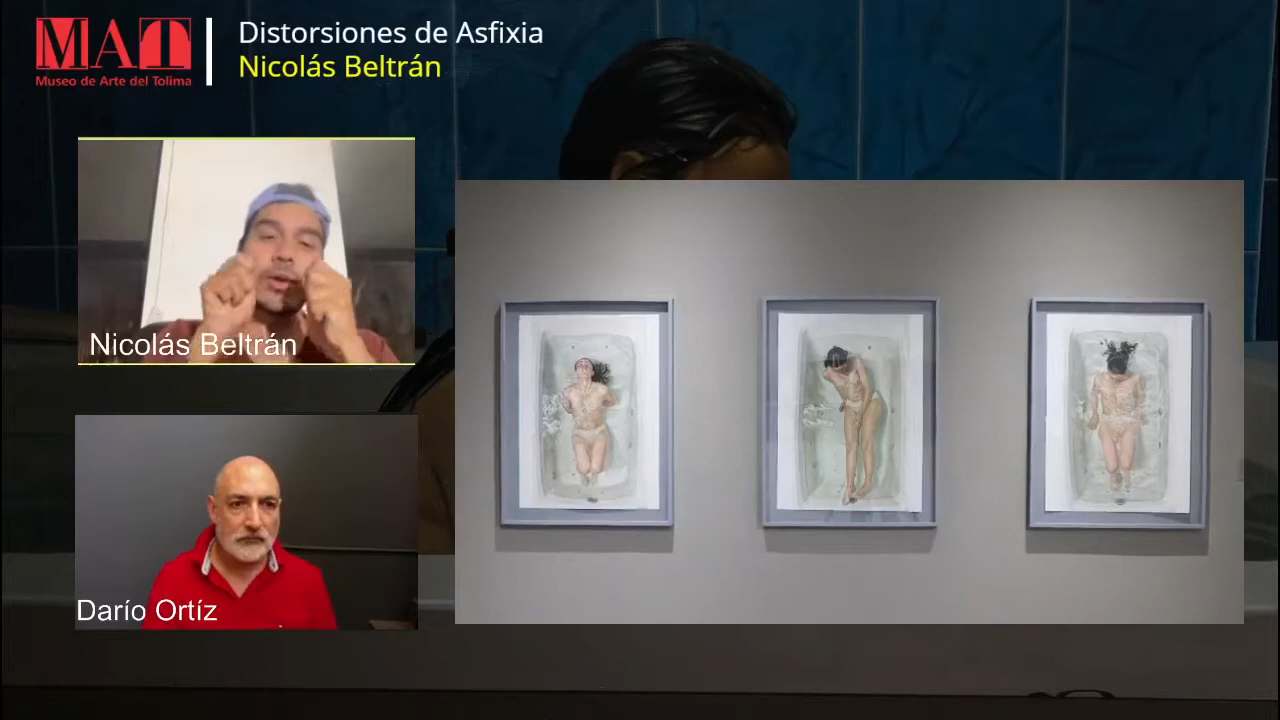 MAT
Museo de Arte del Tolima
Distorsiones de Asfixia
Nicolás Beltrán
Nicolás Beltrán
Darío Ortíz